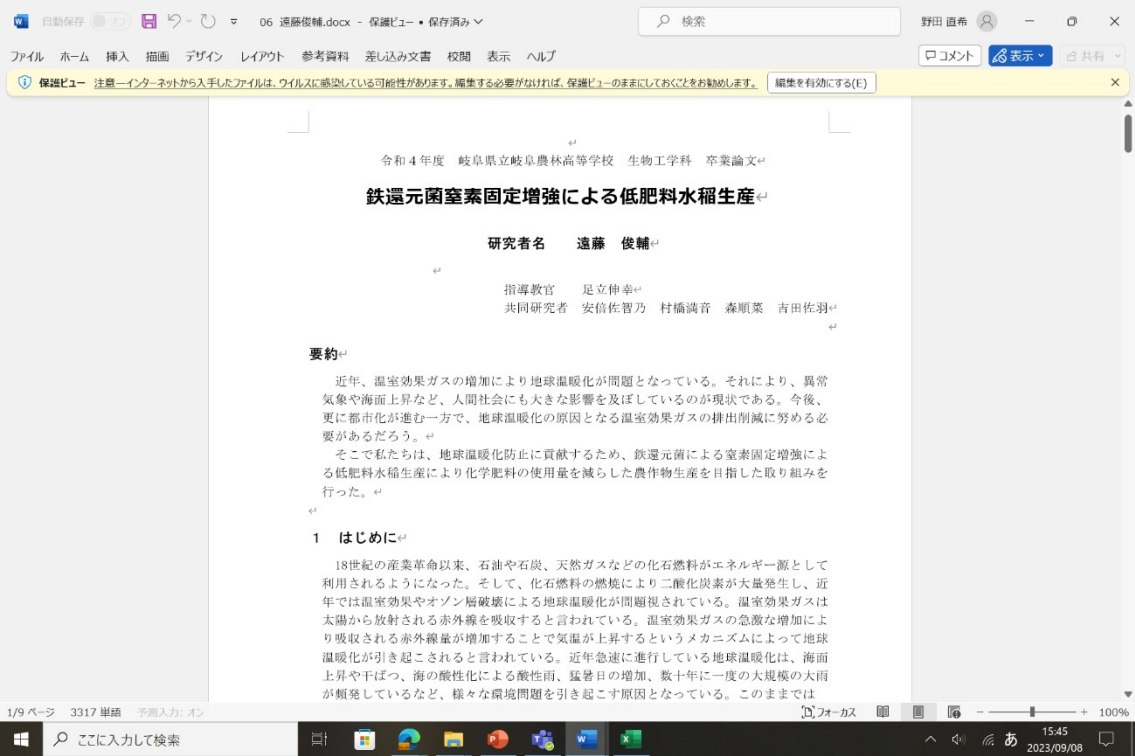 自動保存 オフ 06 遠藤俊輔.docx - 保護ビュー • 保存済み 検索 野田 直希
ファイル ホーム 挿入 描画 デザイン レイアウト 参考資料 差し込み文書 校閲 表示 ヘルプ コメント 表示 共有
保護ビュー 注意—インターネットから入手したファイルは、ウイルスに感染している可能性があります。編集する必要がなければ、保護ビューのままにしておくことをお勧めします。 編集を有効にする(E)
令和4年度 岐阜県立岐阜農林高等学校 生物工学科 卒業論文
鉄還元菌窒素固定増強による低肥料水稲生産
研究者名 遠藤 俊輔
指導教官 足立伸幸
共同研究者 安倍佐智乃 村橋満音 森順菜 吉田佐羽
要約
近年、温室効果ガスの増加により地球温暖化が問題となっている。それにより、異常
気象や海面上昇など、人間社会にも大きな影響を及ぼしているのが現状である。今後、
更に都市化が進む一方で、地球温暖化の原因となる温室効果ガスの排出削減に努める必
要があるだろう。
そこで私たちは、地球温暖化防止に貢献するため、鉄還元菌による窒素固定増強によ
る低肥料水稲生産により化学肥料の使用量を減らした農作物生産を目指した取り組みを
行った。
1 はじめに
18世紀の産業革命以来、石油や石炭、天然ガスなどの化石燃料がエネルギー源として
利用されるようになった。そして、化石燃料の燃焼により二酸化炭素が大量発生し、近
年では温室効果やオゾン層破壊による地球温暖化が問題視されている。温室効果ガスは
太陽から放射される赤外線を吸収すると言われている。温室効果ガスの急激な増加によ
り吸収される赤外線量が増加することで気温が上昇するというメカニズムによって地球
温暖化が引き起こされると言われている。近年急速に進行している地球温暖化は、海面
上昇や干ばつ、海の酸性化による酸性雨、猛暑日の増加、数十年に一度の大規模の大雨
が頻発しているなど、様々な環境問題を引き起こす原因となっている。このままでは
1/9 ページ 3317 単語 予測入力: オン フォーカス 100%
ここに入力して検索 あ 15:45
2023/09/08